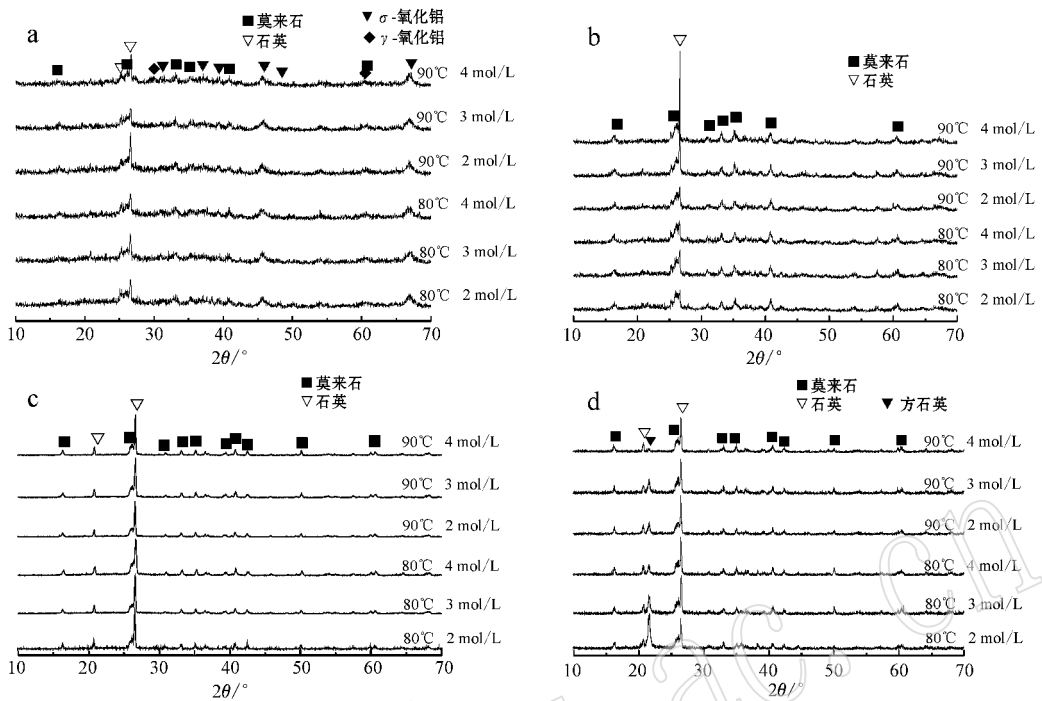 a
■莫来石 ▼σ-氧化铝
▽石英 ◆γ-氧化铝
90℃ 4 mol/L
90℃ 3 mol/L
90℃ 2 mol/L
80℃ 4 mol/L
80℃ 3 mol/L
80℃ 2 mol/L
10 20 30 40 50 60 70
2θ/°
b
■莫来石
▽石英
90℃ 4 mol/L
90℃ 3 mol/L
90℃ 2 mol/L
80℃ 4 mol/L
80℃ 3 mol/L
80℃ 2 mol/L
10 20 30 40 50 60 70
2θ/°
c
■莫来石
▽石英
90℃ 4 mol/L
90℃ 3 mol/L
90℃ 2 mol/L
80℃ 4 mol/L
80℃ 3 mol/L
80℃ 2 mol/L
10 20 30 40 50 60 70
2θ/°
d
■莫来石
▽石英 ▼方石英
90℃ 4 mol/L
90℃ 3 mol/L
90℃ 2 mol/L
80℃ 4 mol/L
80℃ 3 mol/L
80℃ 2 mol/L
10 20 30 40 50 60 70
2θ/°
.ac.cn